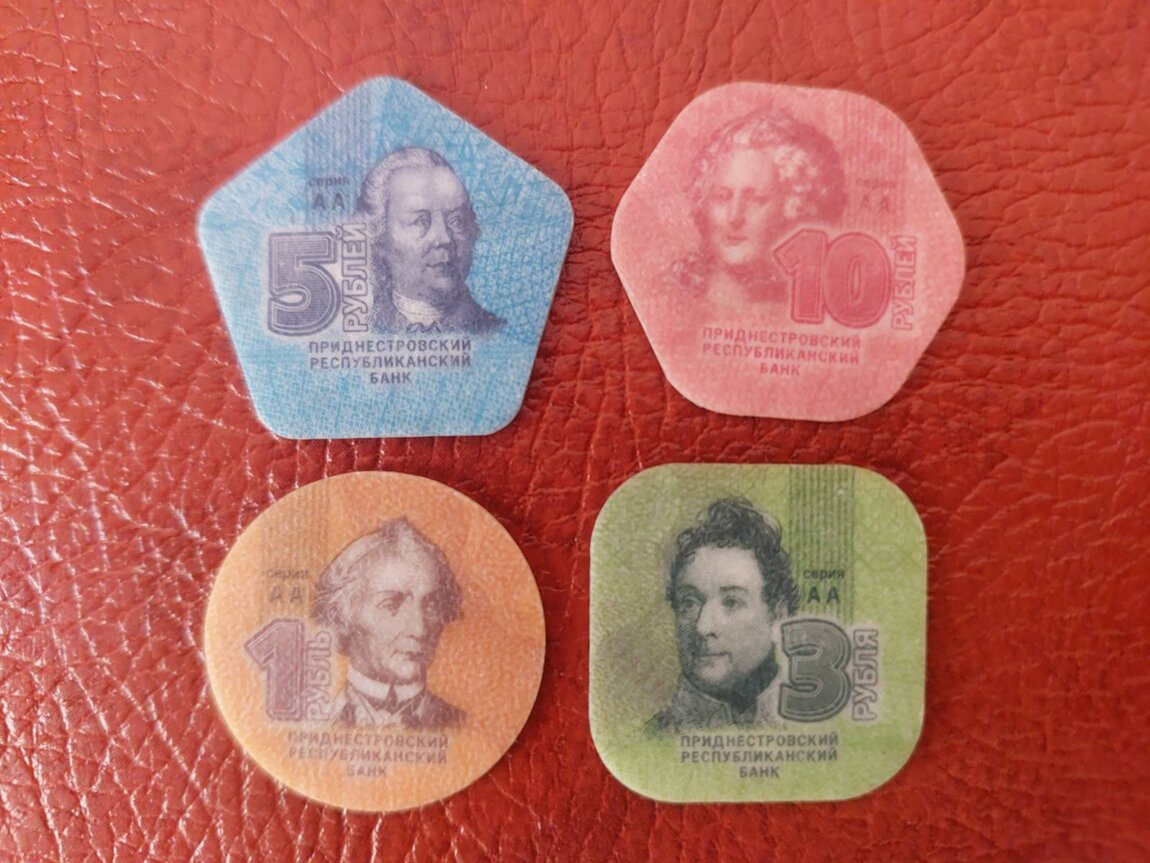 серия
АА
5
РУБЛЕЙ
ПРИДНЕСТРОВСКИЙ
РЕСПУБЛИКАНСКИЙ
БАНК
серия
АА
10
РУБЛЕЙ
ПРИДНЕСТРОВСКИЙ
РЕСПУБЛИКАНСКИЙ
БАНК
серия
АА
1
РУБЛЬ
ПРИДНЕСТРОВСКИЙ
РЕСПУБЛИКАНСКИЙ
БАНК
серия
АА
3
РУБЛЯ
ПРИДНЕСТРОВСКИЙ
РЕСПУБЛИКАНСКИЙ
БАНК